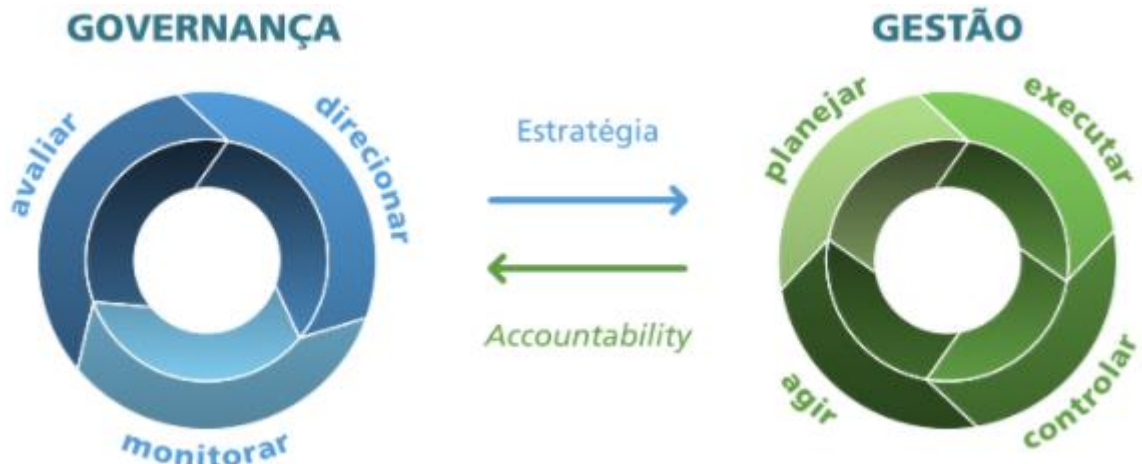 GOVERNANÇA
avaliar
direcionar
monitorar
Estratégia
Accountability
GESTÃO
planejar
executar
controlar
agir